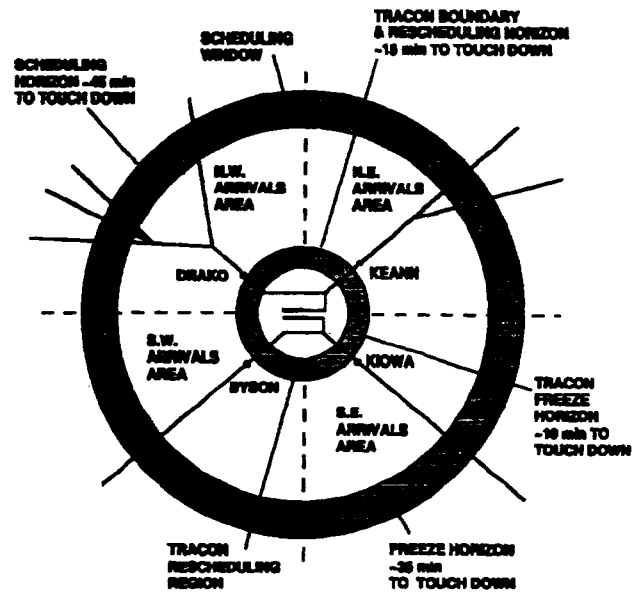 SCHEDULING
HORIZON ~45 min
TO TOUCH DOWN
SCHEDULING
WINDOW
TRACON BOUNDARY
& RESCHEDULING HORIZON
~15 min TO TOUCH DOWN
N.W.
ARRIVALS
AREA
N.E.
ARRIVALS
AREA
DRAKO
KEANN
S.W.
ARRIVALS
AREA
BYSON
KIOWA
S.E.
ARRIVALS
AREA
TRACON
FREEZE
HORIZON
~10 min TO
TOUCH DOWN
TRACON
RESCHEDULING
REGION
FREEZE HORIZON
~35 min
TO TOUCH DOWN